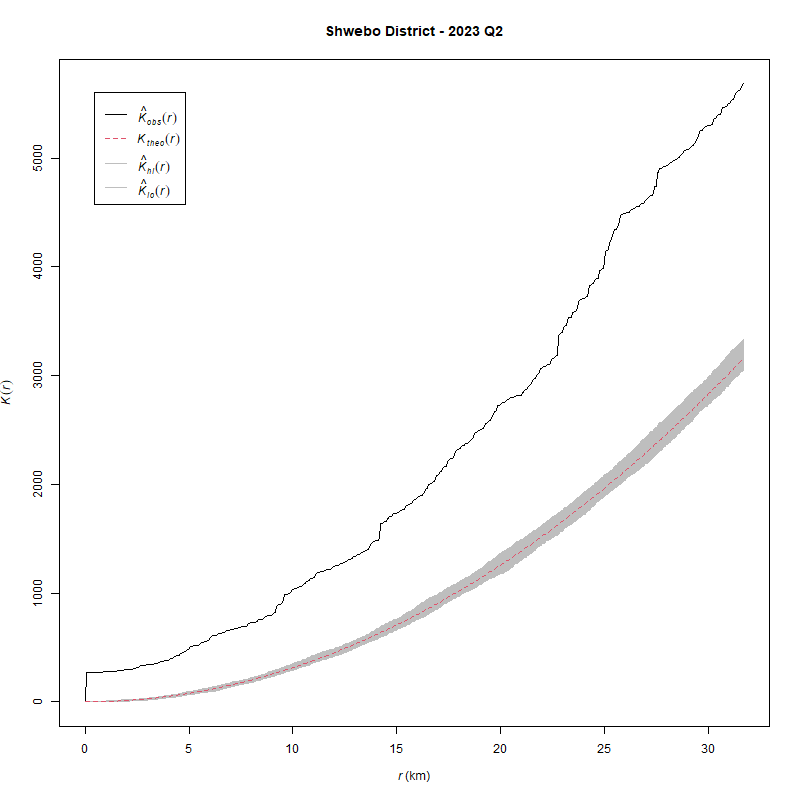 Shwebo District - 2023 Q2
K̂obs(r)
Ktheo(r)
K̂hi(r)
K̂lo(r)
K(r)
5000
4000
3000
2000
1000
0
0 5 10 15 20 25 30
r (km)